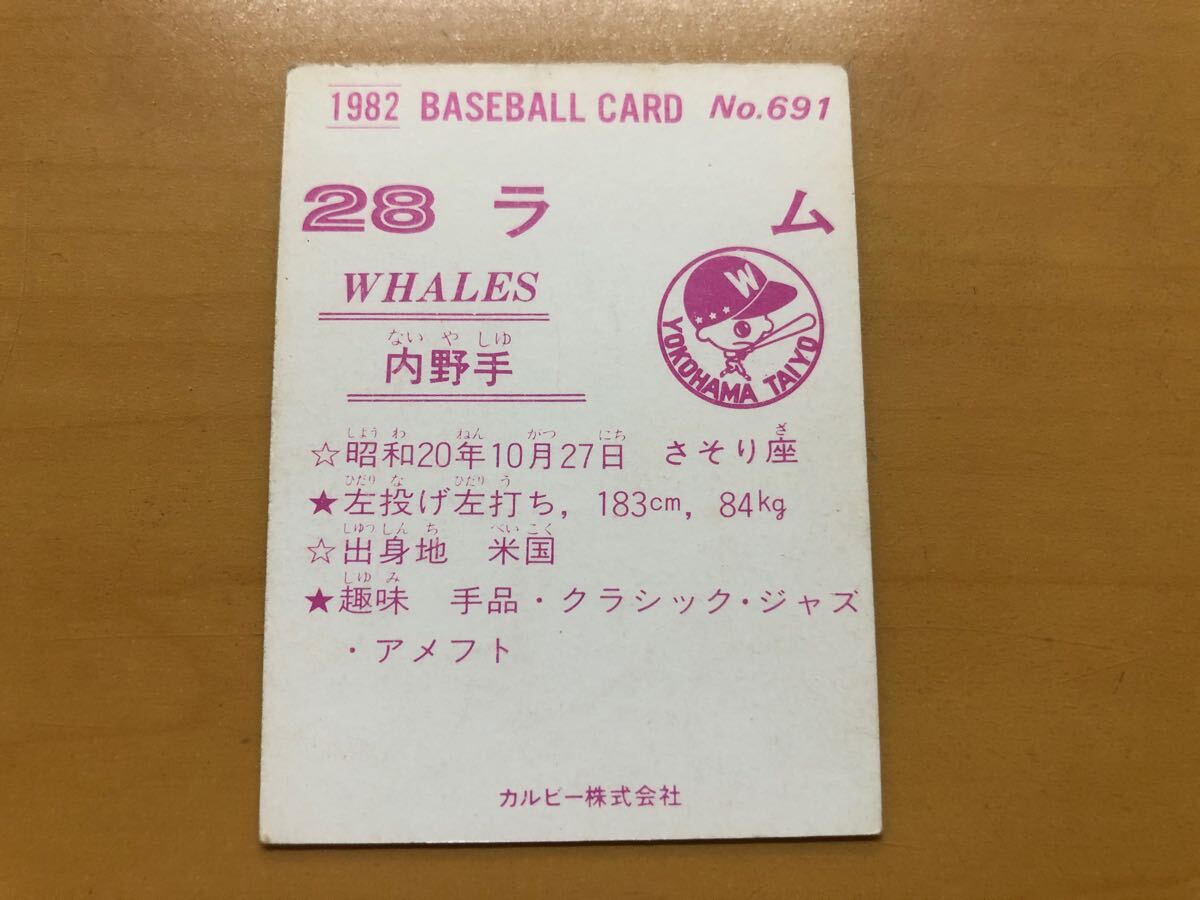 1982 BASEBALL CARD No.691
28 ラム
WHALES
W
YOKOHAMA TAIYO
ないやしゆ
内野手
しようわ ねん がつ にち ざ
☆昭和20年10月27日 さそり座
ひだりな ひだりう
★左投げ左打ち, 183cm, 84kg
しゆつしんち べいこく
☆出身地 米国
しゆみ
★趣味 手品・クラシック・ジャズ
・アメフト
カルビー株式会社